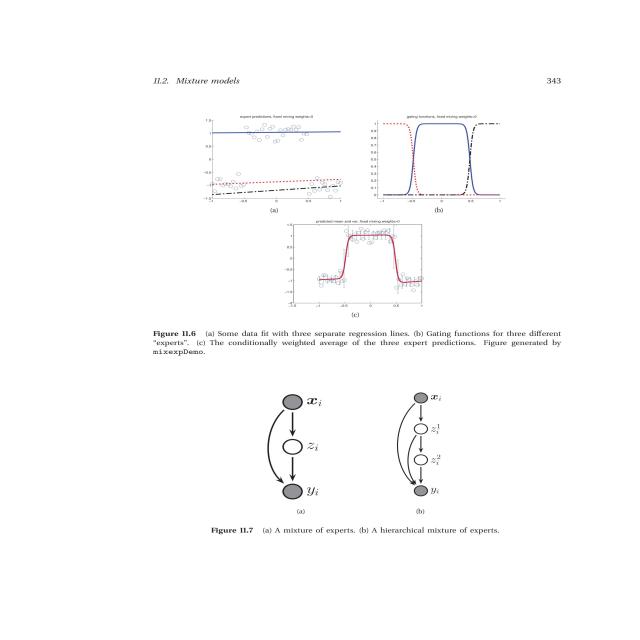 11.2. Mixture models 343
expert predictions, fixed mixing weights=0
gating functions, fixed mixing weights=0
(a) (b)
predicted mean and var, fixed mixing weights=0
(c)
Figure 11.6 (a) Some data fit with three separate regression lines. (b) Gating functions for three different
"experts". (c) The conditionally weighted average of the three expert predictions. Figure generated by
mixexpDemo.
x_i x_i
z_i^1
z_i
z_i^2
y_i y_i
(a) (b)
Figure 11.7 (a) A mixture of experts. (b) A hierarchical mixture of experts.